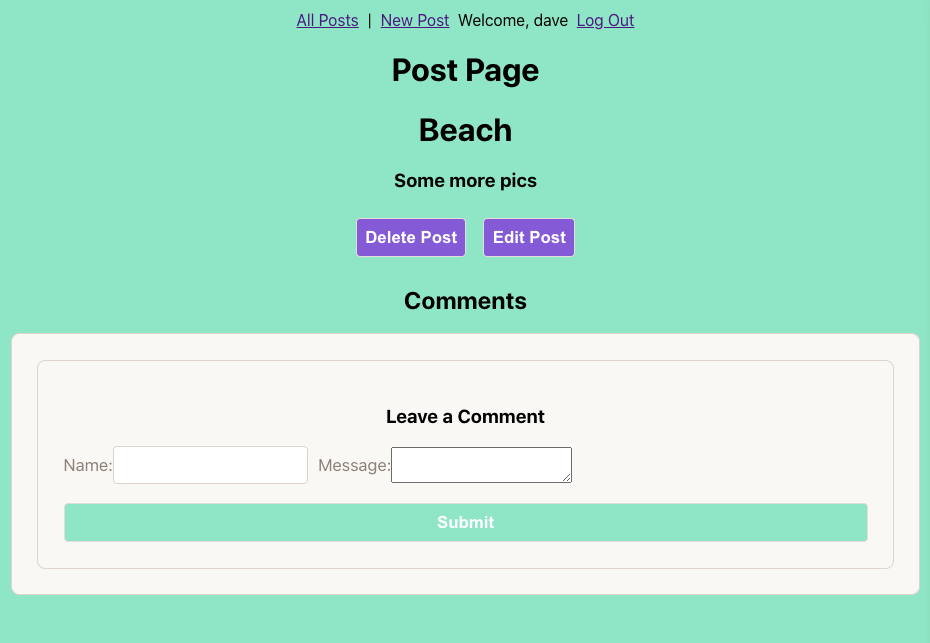 All Posts | New Post Welcome, dave Log Out
Post Page
Beach
Some more pics
Delete Post Edit Post
Comments
Leave a Comment
Name: Message:
Submit